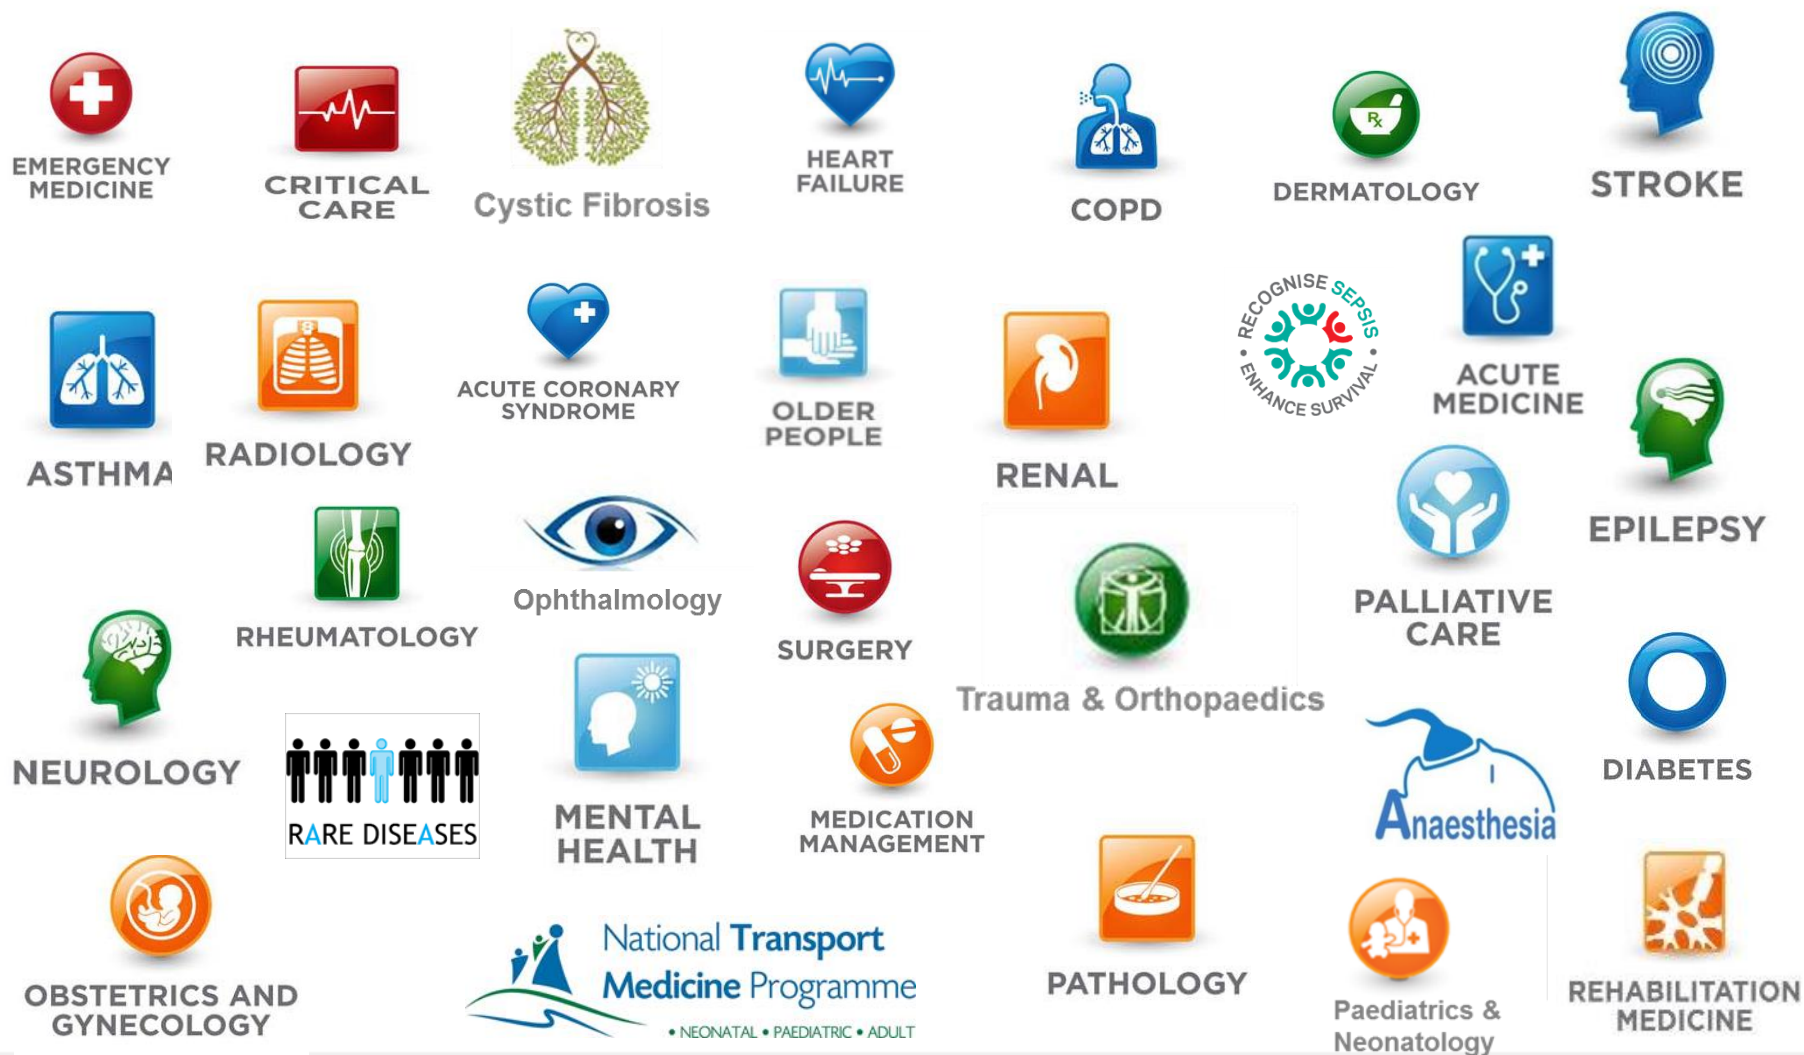 EMERGENCY
MEDICINE
CRITICAL
CARE
Cystic Fibrosis
HEART
FAILURE
COPD
Rx
DERMATOLOGY
STROKE
ASTHMA
RADIOLOGY
ACUTE CORONARY
SYNDROME
OLDER
PEOPLE
RENAL
RECOGNISE SEPSIS
• ENHANCE SURVIVAL •
ACUTE
MEDICINE
EPILEPSY
RHEUMATOLOGY
Ophthalmology
SURGERY
Trauma & Orthopaedics
PALLIATIVE
CARE
NEUROLOGY
RARE DISEASES
MENTAL
HEALTH
MEDICATION
MANAGEMENT
Anaesthesia
DIABETES
OBSTETRICS AND
GYNECOLOGY
National Transport
Medicine Programme
• NEONATAL • PAEDIATRIC • ADULT
PATHOLOGY
Paediatrics &
Neonatology
REHABILITATION
MEDICINE